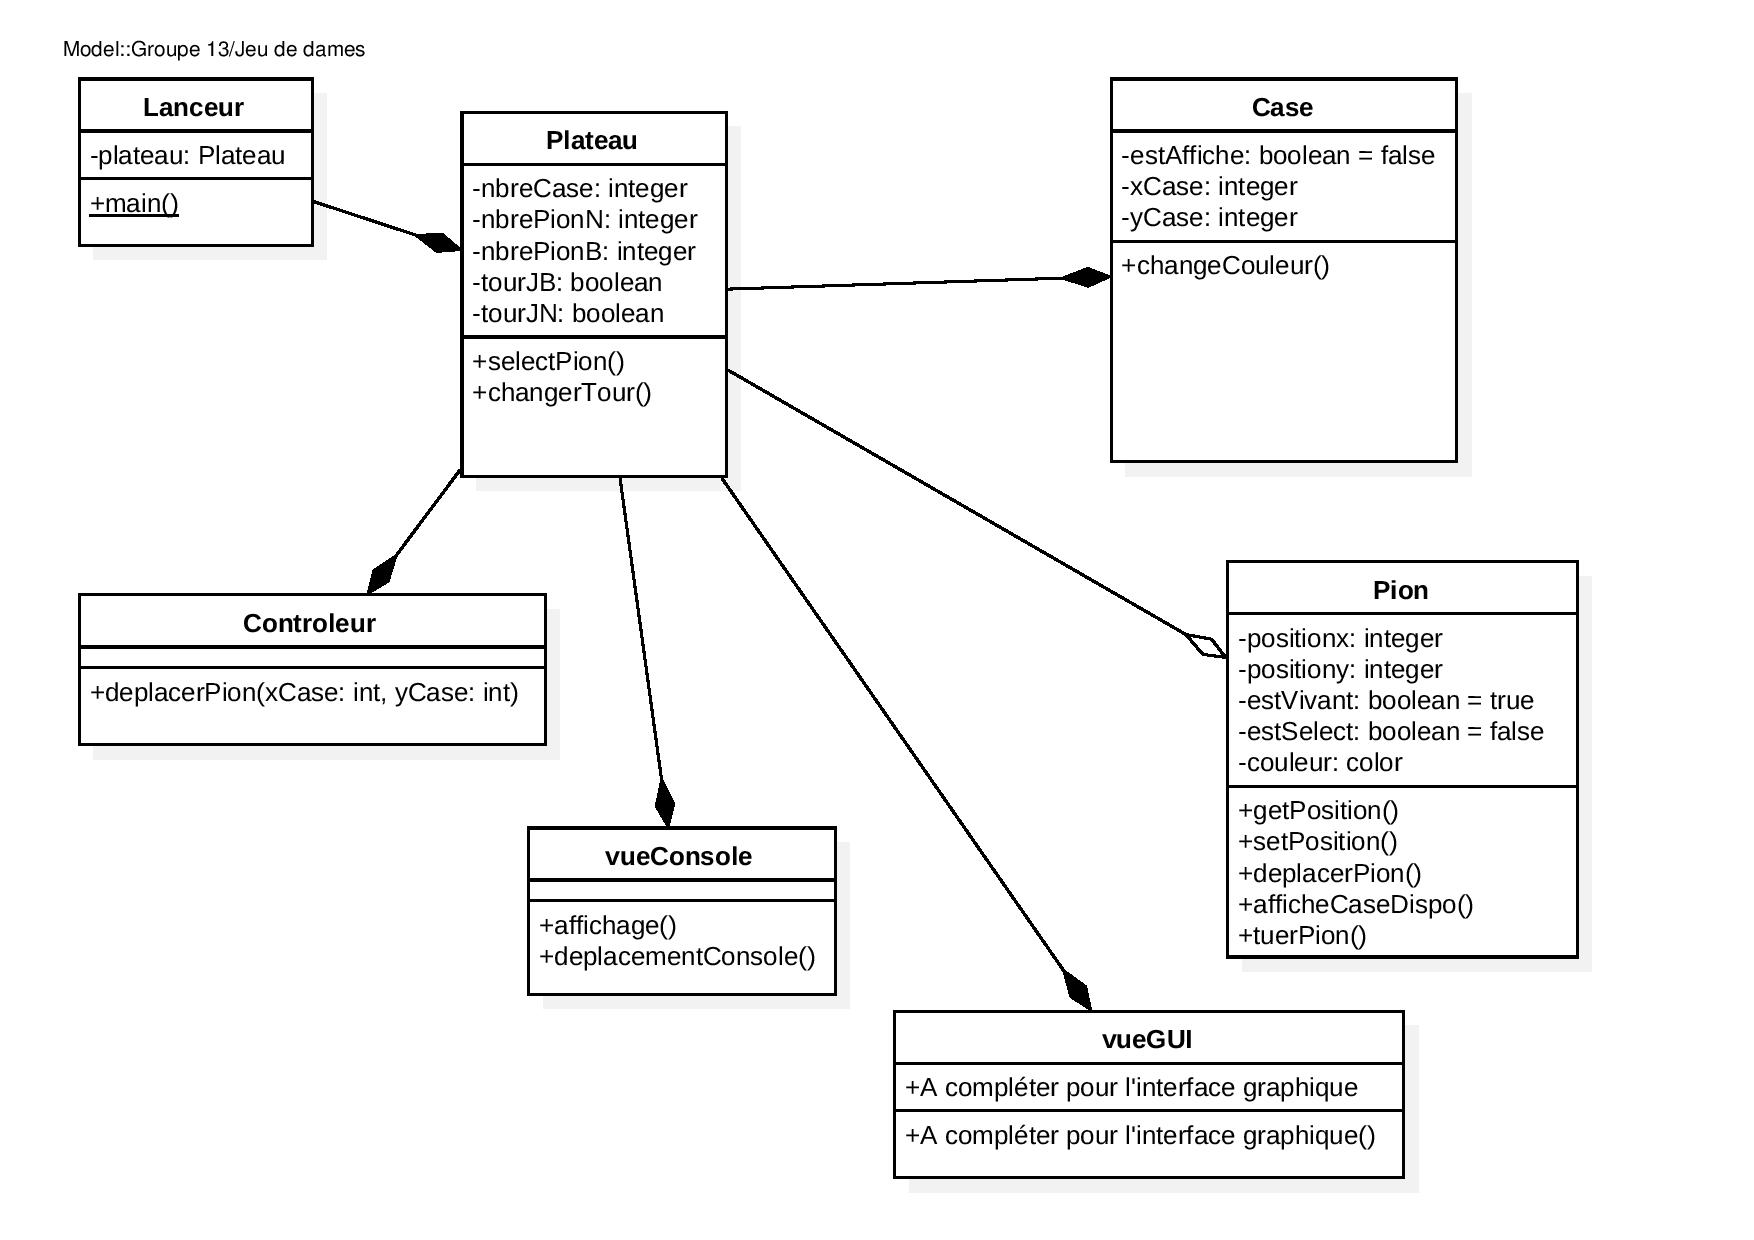 Model::Groupe 13/Jeu de dames
Lanceur
-plateau: Plateau
+main()
Plateau
-nbreCase: integer
-nbrePionN: integer
-nbrePionB: integer
-tourJB: boolean
-tourJN: boolean
+selectPion()
+changerTour()
Case
-estAffiche: boolean = false
-xCase: integer
-yCase: integer
+changeCouleur()
Controleur
+deplacerPion(xCase: int, yCase: int)
Pion
-positionx: integer
-positiony: integer
-estVivant: boolean = true
-estSelect: boolean = false
-couleur: color
+getPosition()
+setPosition()
+deplacerPion()
+afficheCaseDispo()
+tuerPion()
vueConsole
+affichage()
+deplacementConsole()
vueGUI
+A compléter pour l'interface graphique
+A compléter pour l'interface graphique()